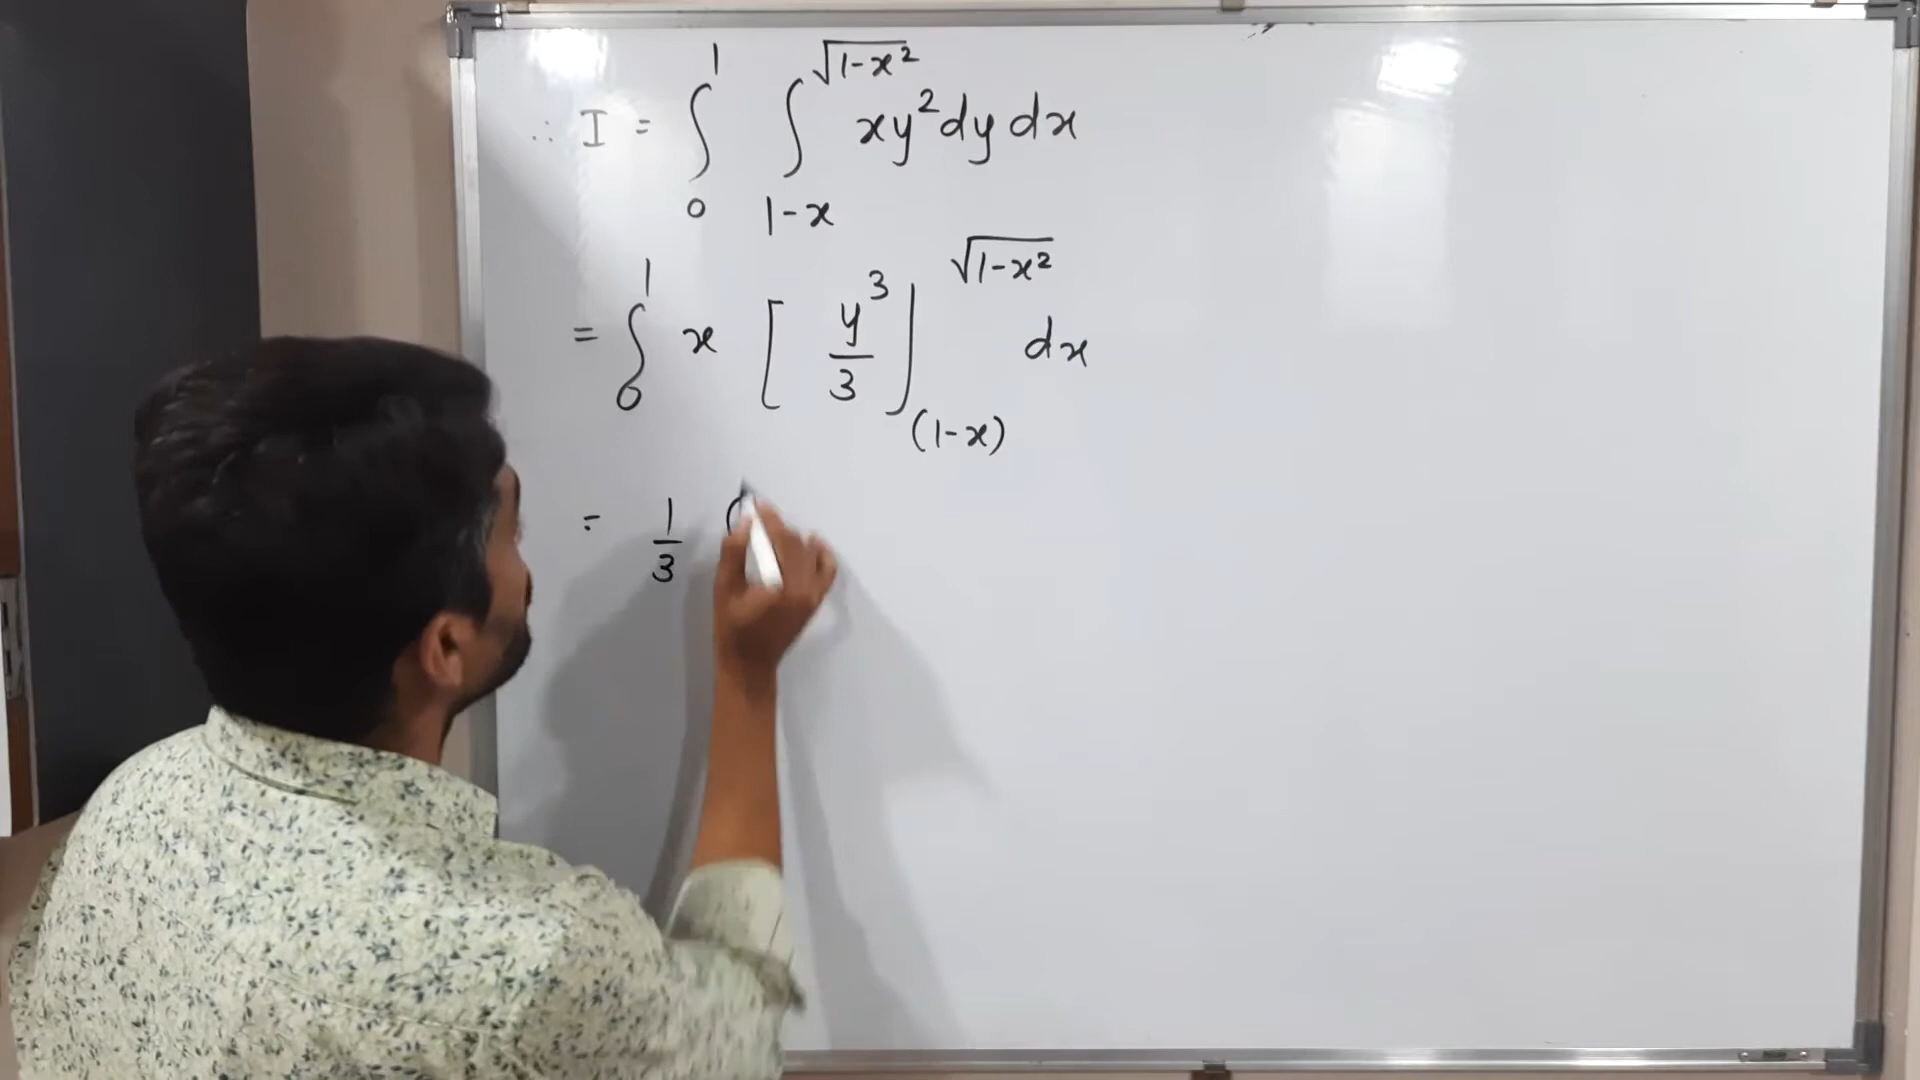 ∴ I = ∫₀¹ ∫_{1-x}^{√(1-x²)} xy² dy dx
= ∫₀¹ x [y³/3]_{(1-x)}^{√(1-x²)} dx
= 1/3